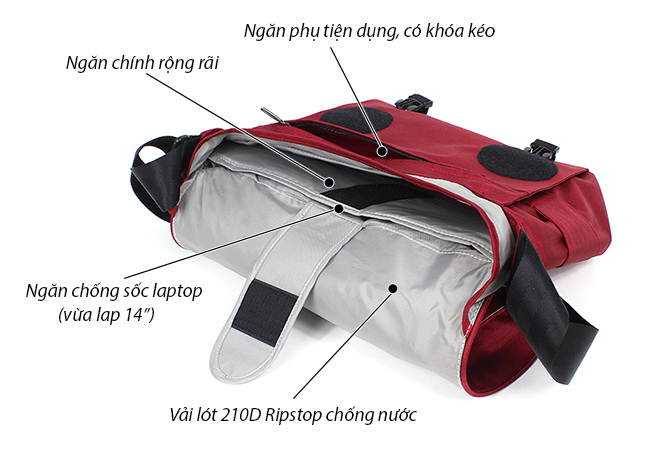 Ngăn phụ tiện dụng, có khóa kéo
Ngăn chính rộng rãi
Ngăn chống sốc laptop
(vừa lap 14”)
Vải lót 210D Ripstop chống nước